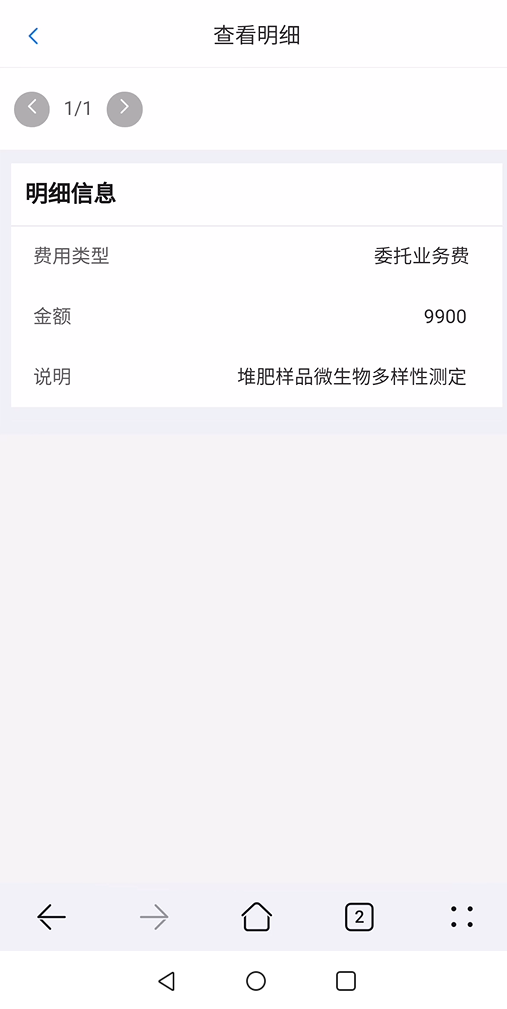 查看明细
1/1
明细信息
费用类型 委托业务费
金额 9900
说明 堆肥样品微生物多样性测定
2